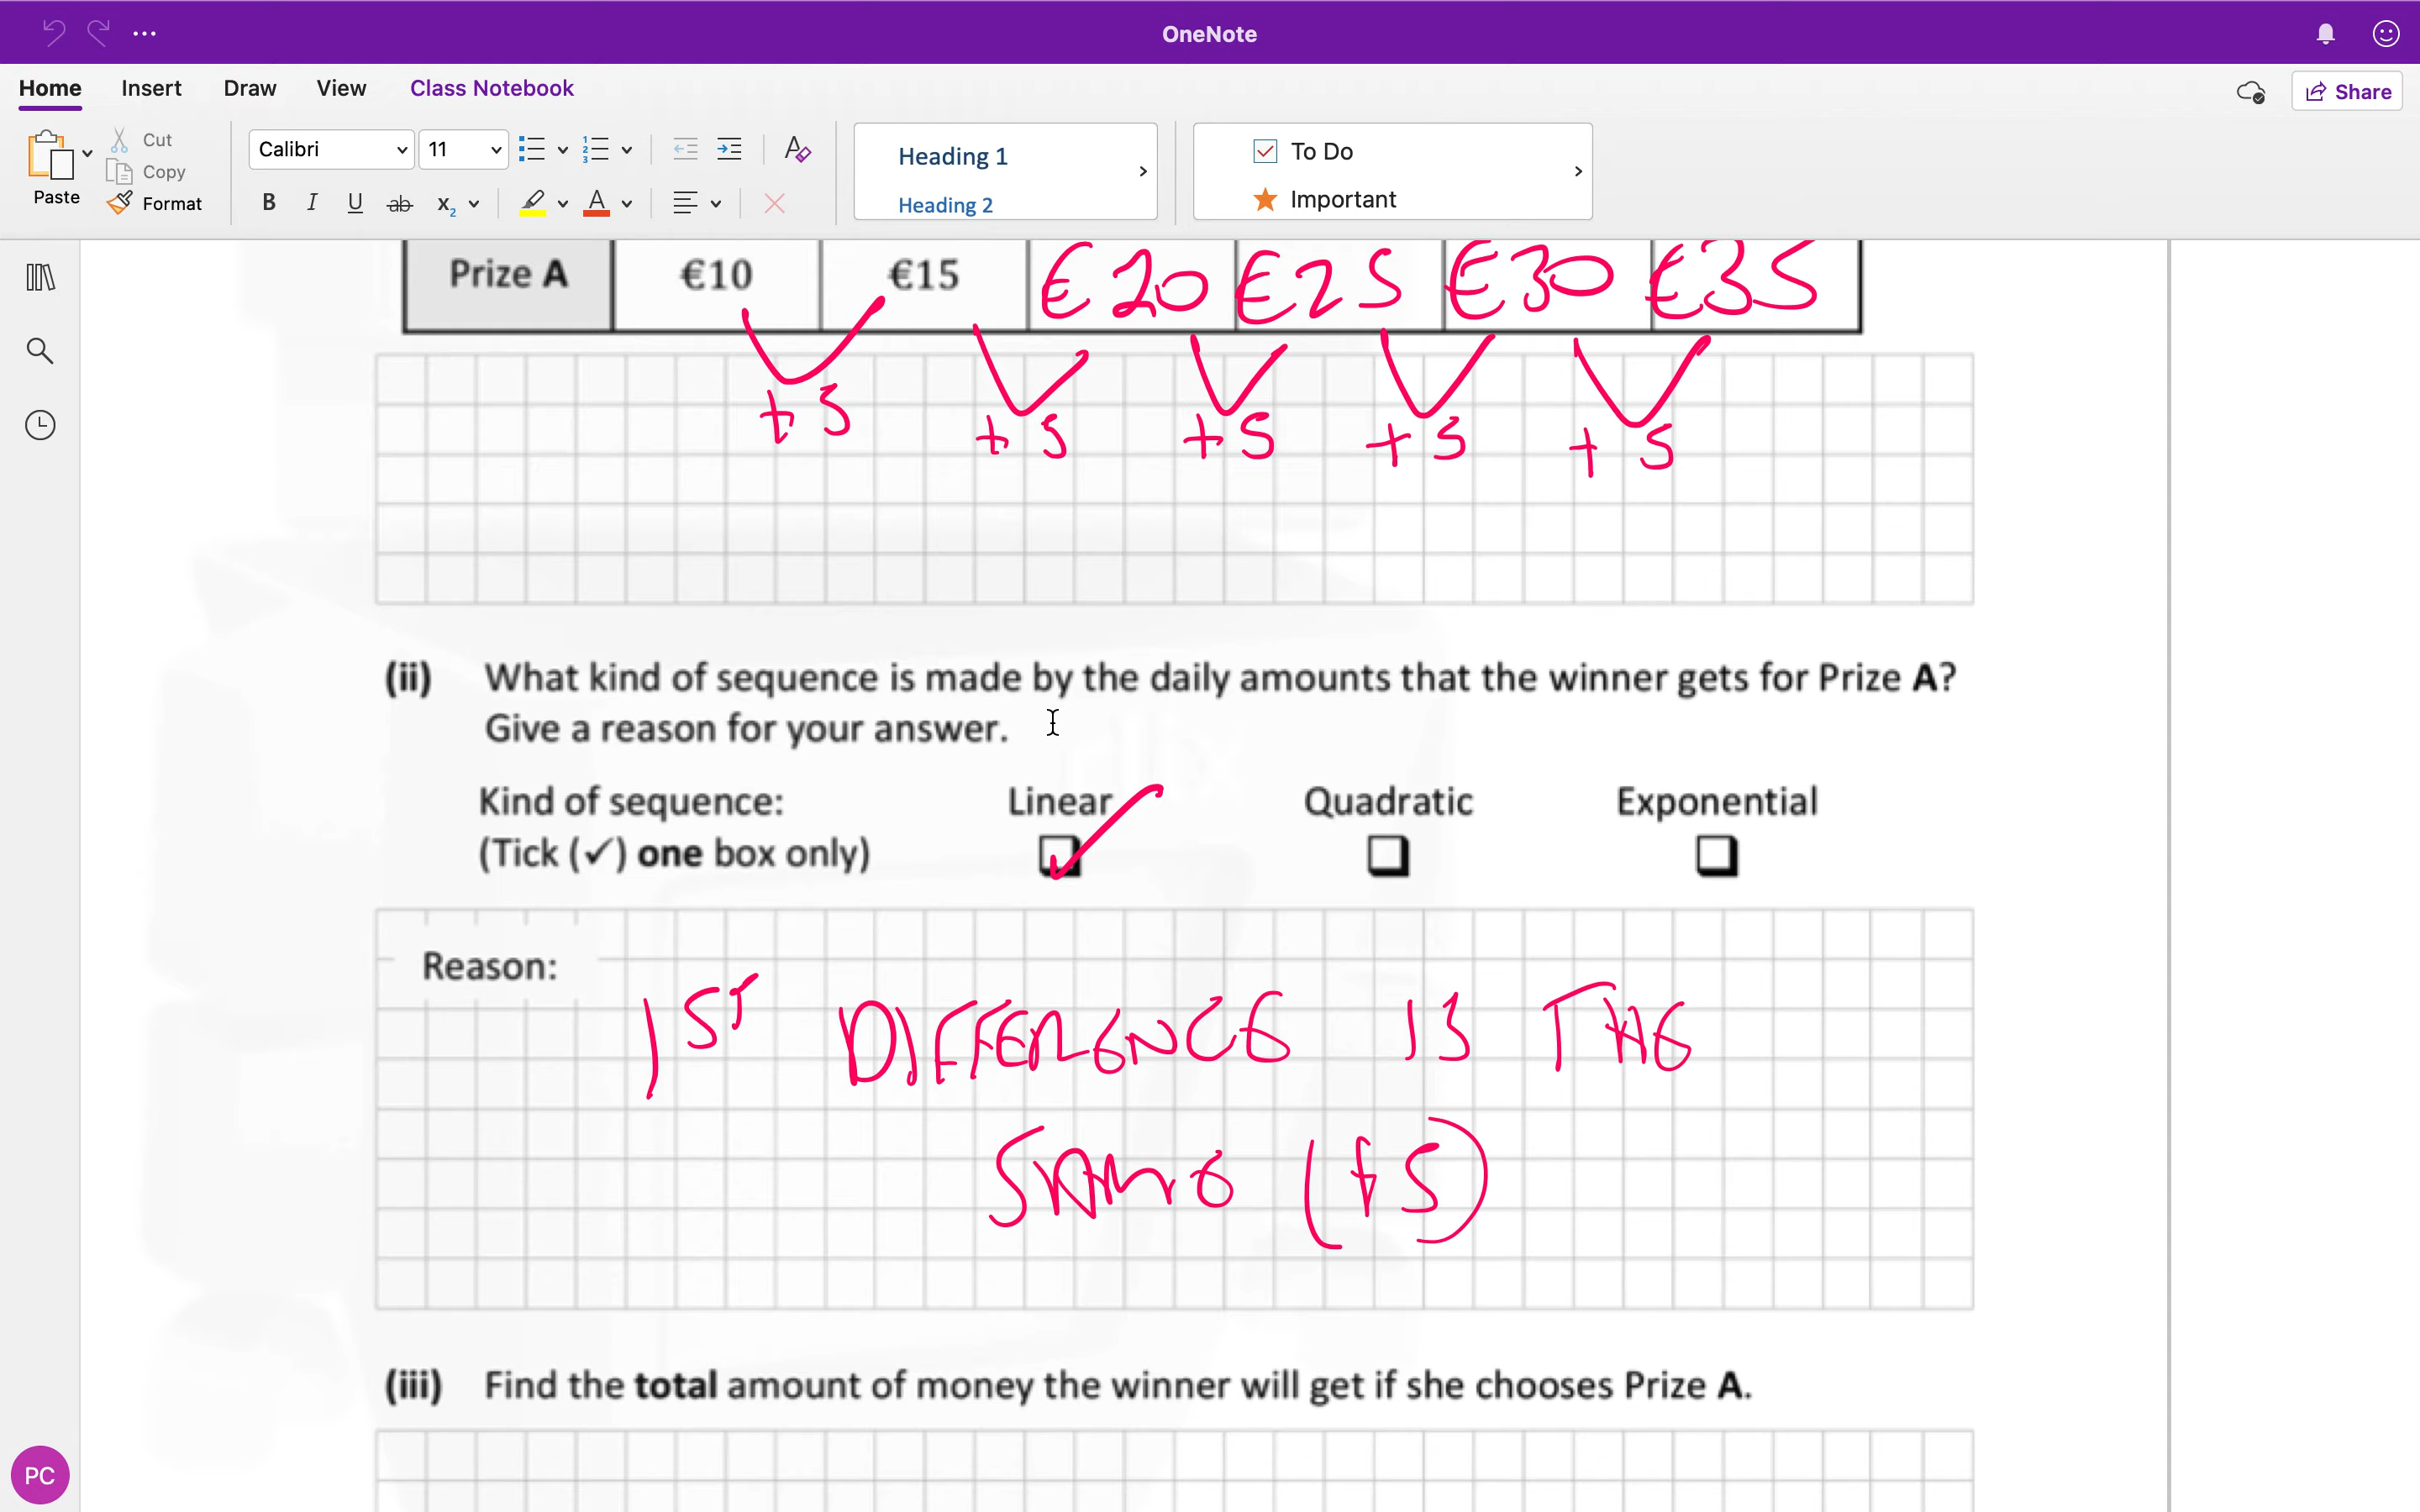 OneNote
Home Insert Draw View Class Notebook Share
Paste Cut Copy Format
Calibri 11 Heading 1 Heading 2 To Do Important
B I U ab x2 A
Prize A €10 €15 €20 €25 €30 €35
+5 +5 +5 +5 +5
(ii) What kind of sequence is made by the daily amounts that the winner gets for Prize A?
Give a reason for your answer.
Kind of sequence: Linear Quadratic Exponential
(Tick (✓) one box only)
Reason:
1ST DIFFERENCE IS THE
SAME (+5)
(iii) Find the total amount of money the winner will get if she chooses Prize A.
PC